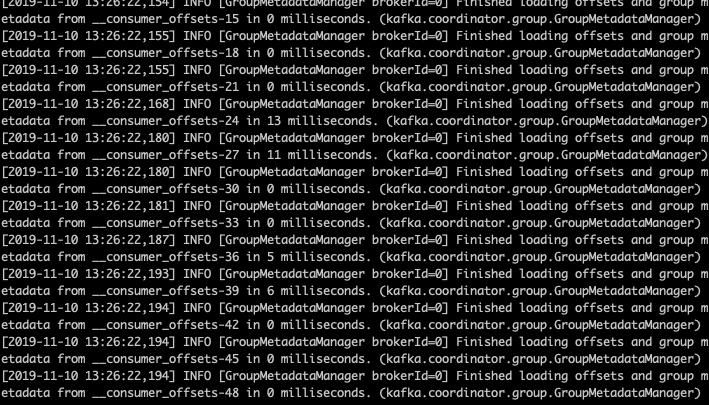 [2019-11-10 13:26:22,154] INFO [GroupMetadataManager brokerId=0] Finished loading offsets and group m
etadata from __consumer_offsets-15 in 0 milliseconds. (kafka.coordinator.group.GroupMetadataManager)
[2019-11-10 13:26:22,155] INFO [GroupMetadataManager brokerId=0] Finished loading offsets and group m
etadata from __consumer_offsets-18 in 0 milliseconds. (kafka.coordinator.group.GroupMetadataManager)
[2019-11-10 13:26:22,155] INFO [GroupMetadataManager brokerId=0] Finished loading offsets and group m
etadata from __consumer_offsets-21 in 0 milliseconds. (kafka.coordinator.group.GroupMetadataManager)
[2019-11-10 13:26:22,168] INFO [GroupMetadataManager brokerId=0] Finished loading offsets and group m
etadata from __consumer_offsets-24 in 13 milliseconds. (kafka.coordinator.group.GroupMetadataManager)
[2019-11-10 13:26:22,180] INFO [GroupMetadataManager brokerId=0] Finished loading offsets and group m
etadata from __consumer_offsets-27 in 11 milliseconds. (kafka.coordinator.group.GroupMetadataManager)
[2019-11-10 13:26:22,180] INFO [GroupMetadataManager brokerId=0] Finished loading offsets and group m
etadata from __consumer_offsets-30 in 0 milliseconds. (kafka.coordinator.group.GroupMetadataManager)
[2019-11-10 13:26:22,181] INFO [GroupMetadataManager brokerId=0] Finished loading offsets and group m
etadata from __consumer_offsets-33 in 0 milliseconds. (kafka.coordinator.group.GroupMetadataManager)
[2019-11-10 13:26:22,187] INFO [GroupMetadataManager brokerId=0] Finished loading offsets and group m
etadata from __consumer_offsets-36 in 5 milliseconds. (kafka.coordinator.group.GroupMetadataManager)
[2019-11-10 13:26:22,193] INFO [GroupMetadataManager brokerId=0] Finished loading offsets and group m
etadata from __consumer_offsets-39 in 6 milliseconds. (kafka.coordinator.group.GroupMetadataManager)
[2019-11-10 13:26:22,194] INFO [GroupMetadataManager brokerId=0] Finished loading offsets and group m
etadata from __consumer_offsets-42 in 0 milliseconds. (kafka.coordinator.group.GroupMetadataManager)
[2019-11-10 13:26:22,194] INFO [GroupMetadataManager brokerId=0] Finished loading offsets and group m
etadata from __consumer_offsets-45 in 0 milliseconds. (kafka.coordinator.group.GroupMetadataManager)
[2019-11-10 13:26:22,194] INFO [GroupMetadataManager brokerId=0] Finished loading offsets and group m
etadata from __consumer_offsets-48 in 0 milliseconds. (kafka.coordinator.group.GroupMetadataManager)